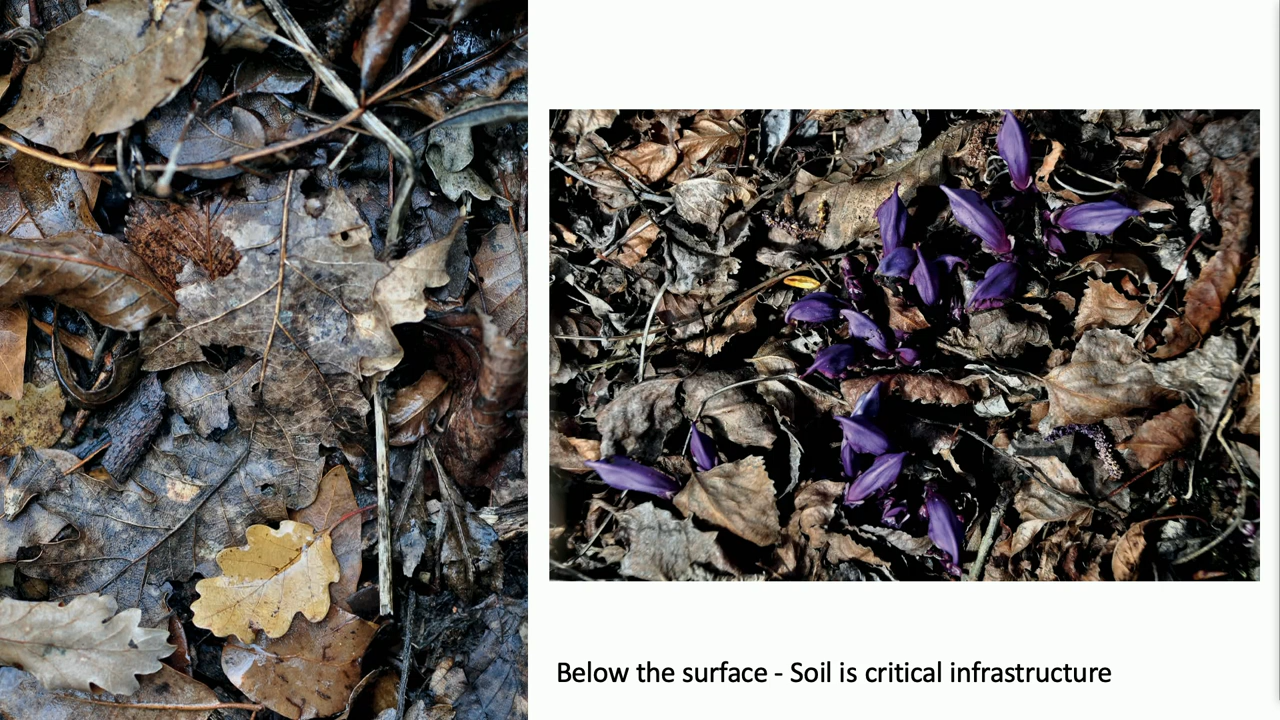 Below the surface - Soil is critical infrastructure